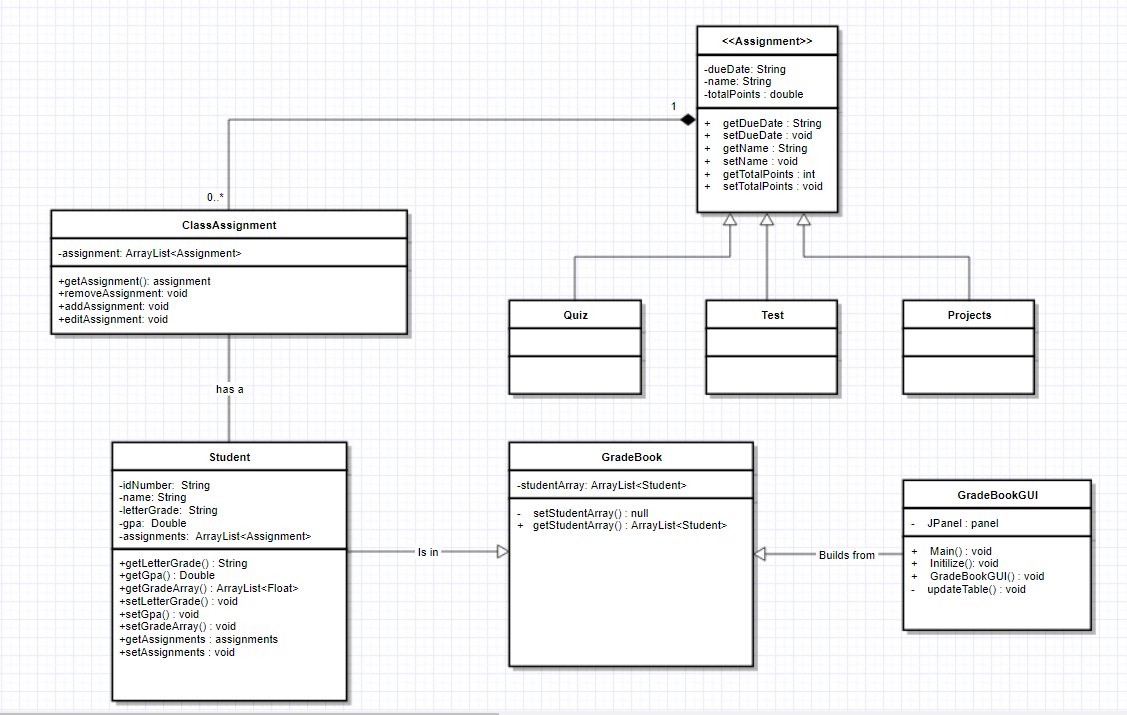 <<Assignment>>
-dueDate: String
-name: String
-totalPoints : double
+ getDueDate : String
+ setDueDate : void
+ getName : String
+ setName : void
+ getTotalPoints : int
+ setTotalPoints : void
1
0..*
ClassAssignment
-assignment: ArrayList<Assignment>
+getAssignment(): assignment
+removeAssignment: void
+addAssignment: void
+editAssignment: void
Quiz
Test
Projects
has a
Student
-idNumber: String
-name: String
-letterGrade: String
-gpa: Double
-assignments: ArrayList<Assignment>
+getLetterGrade() : String
+getGpa() : Double
+getGradeArray() : ArrayList<Float>
+setLetterGrade() : void
+setGpa() : void
+setGradeArray() : void
+getAssignments : assignments
+setAssignments : void
Is in
GradeBook
-studentArray: ArrayList<Student>
- setStudentArray() : null
+ getStudentArray() : ArrayList<Student>
Builds from
GradeBookGUI
- JPanel : panel
+ Main() : void
+ Initilize(): void
+ GradeBookGUI() : void
- updateTable() : void